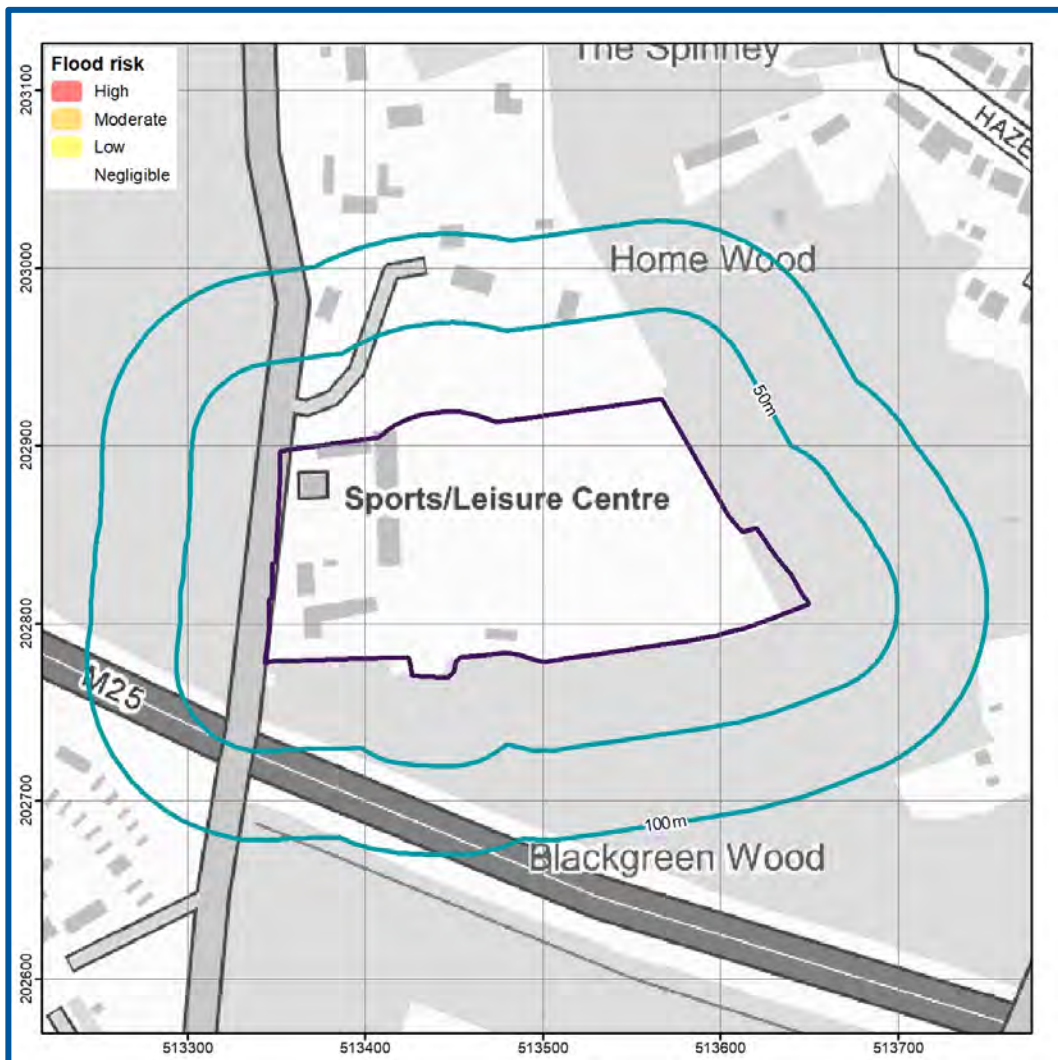 The Spinney
Flood risk
High
Moderate
Low
Negligible
HAZE
Home Wood
50m
Sports/Leisure Centre
M25
100m
Blackgreen Wood
203100
203000
202900
202800
202700
202600
513300
513400
513500
513600
513700